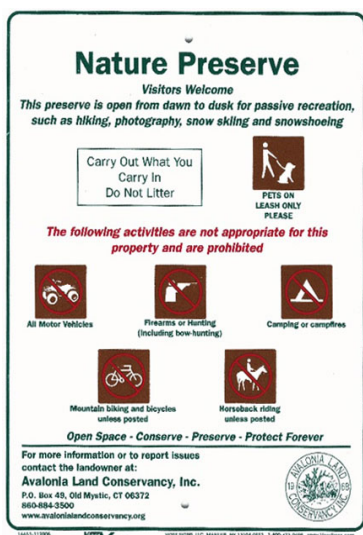 Nature Preserve
Visitors Welcome
This preserve is open from dawn to dusk for passive recreation,
such as hiking, photography, snow skiing and snowshoeing
Carry Out What You
Carry In
Do Not Litter
PETS ON
LEASH ONLY
PLEASE
The following activities are not appropriate for this
property and are prohibited
All Motor Vehicles
Firearms or Hunting
(Including bow-hunting)
Camping or campfires
Mountain biking and bicycles
unless posted
Horseback riding
unless posted
Open Space - Conserve - Preserve - Protect Forever
For more information or to report issues
contact the landowner at:
Avalonia Land Conservancy, Inc.
P.O. Box 49, Old Mystic, CT 06372
860-884-3500
www.avalonialandconservancy.org
AVALONIA LAND
1968
CONSERVANCY INC